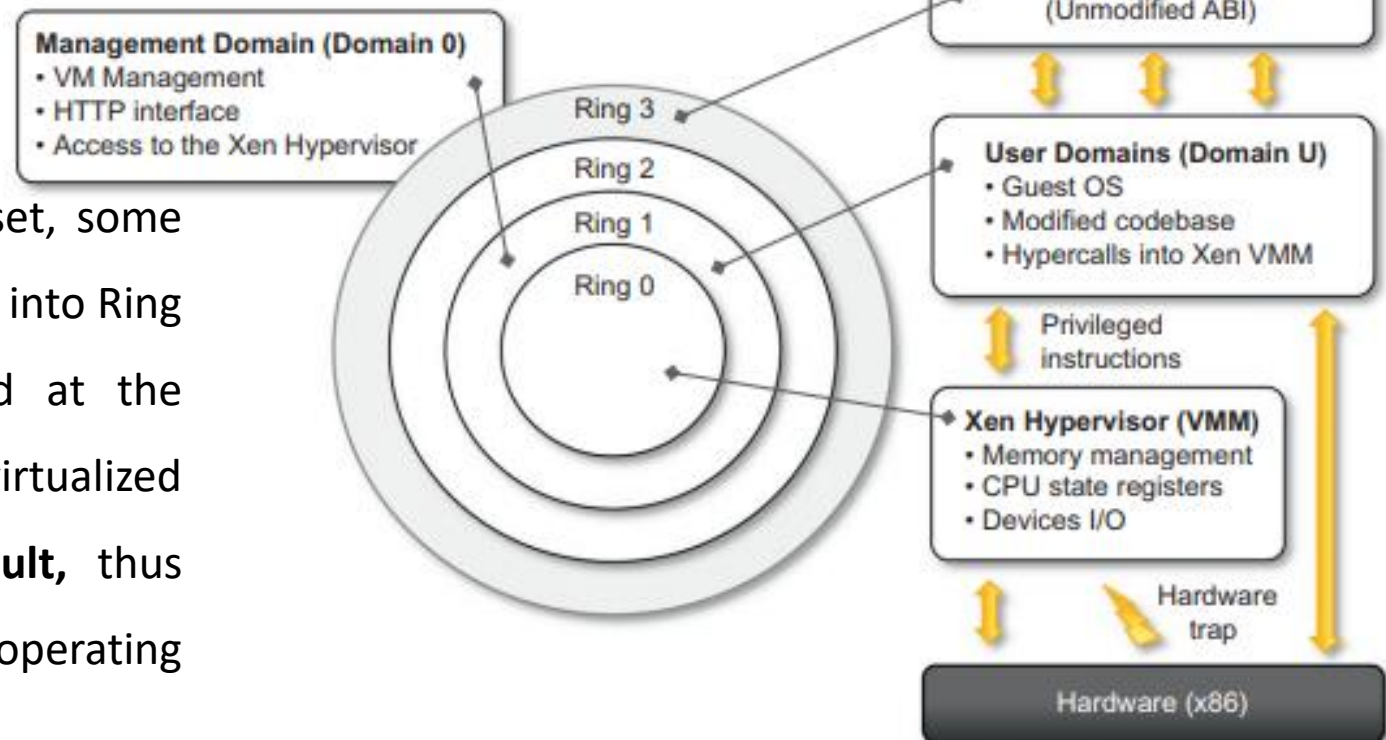 Management Domain (Domain 0)
• VM Management
• HTTP interface
• Access to the Xen Hypervisor
set, some
into Ring
at the
virtualized
thus
operating
Ring 3
Ring 2
Ring 1
Ring 0
(Unmodified ABI)
User Domains (Domain U)
• Guest OS
• Modified codebase
• Hypercalls into Xen VMM
Privileged
instructions
Xen Hypervisor (VMM)
• Memory management
• CPU state registers
• Devices I/O
Hardware
trap
Hardware (x86)